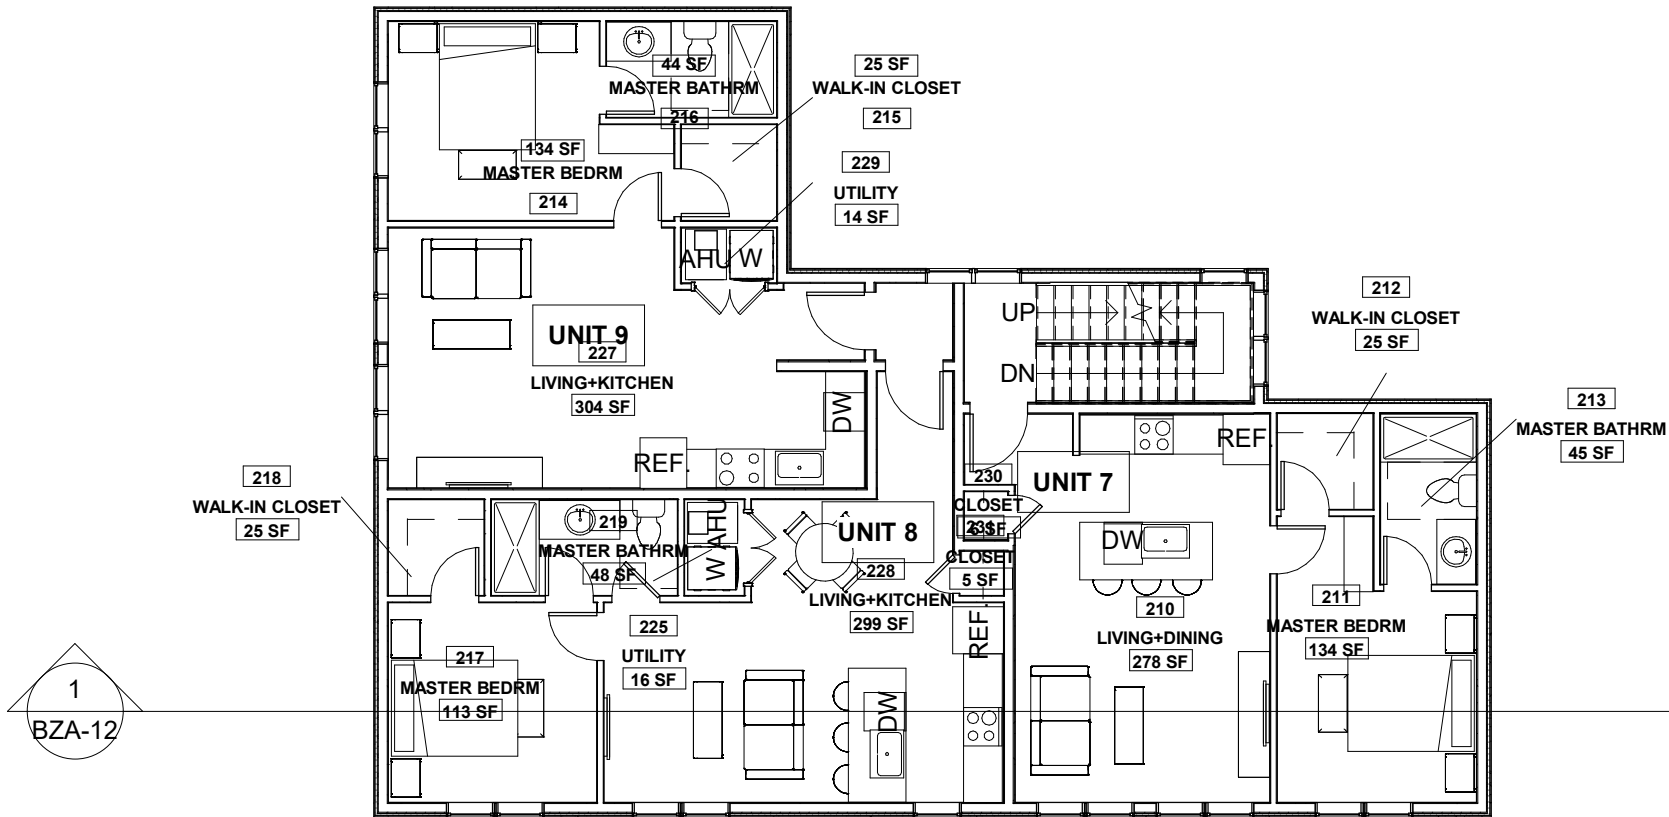 44 SF
MASTER BATHRM
216
25 SF
WALK-IN CLOSET
215
134 SF
MASTER BEDRM
214
229
UTILITY
14 SF
AHU
W
UNIT 9
227
LIVING+KITCHEN
304 SF
DW
REF.
UP
DN
212
WALK-IN CLOSET
25 SF
213
MASTER BATHRM
45 SF
REF.
UNIT 7
230
CLOSET
6 SF
231
CLOSET
5 SF
218
WALK-IN CLOSET
25 SF
219
MASTER BATHRM
48 SF
AHU
W
UNIT 8
228
LIVING+KITCHEN
299 SF
REF.
DW
225
UTILITY
16 SF
217
MASTER BEDRM
113 SF
DW
210
LIVING+DINING
278 SF
211
MASTER BEDRM
134 SF
1
BZA-12